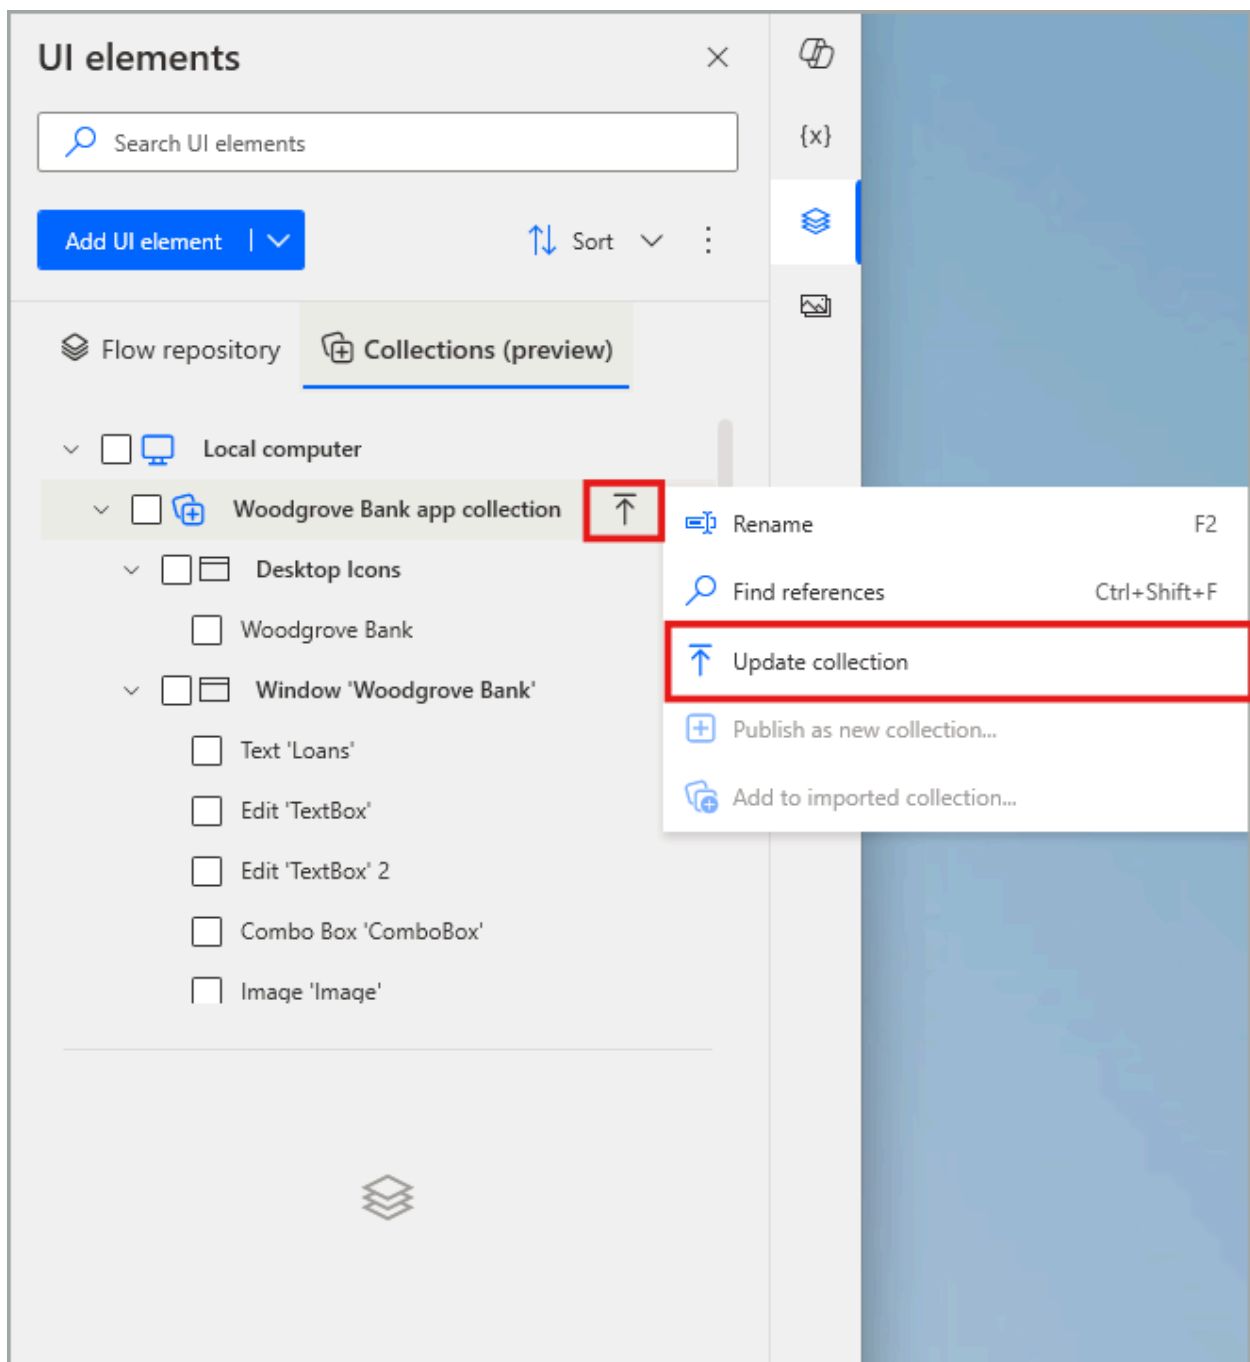 UI elements
{x}
Search UI elements
Add UI element
Sort
Flow repository
Collections (preview)
Local computer
Woodgrove Bank app collection
Desktop Icons
Woodgrove Bank
Window 'Woodgrove Bank'
Text 'Loans'
Edit 'TextBox'
Edit 'TextBox' 2
Combo Box 'ComboBox'
Image 'Image'
Rename F2
Find references Ctrl+Shift+F
Update collection
Publish as new collection...
Add to imported collection...